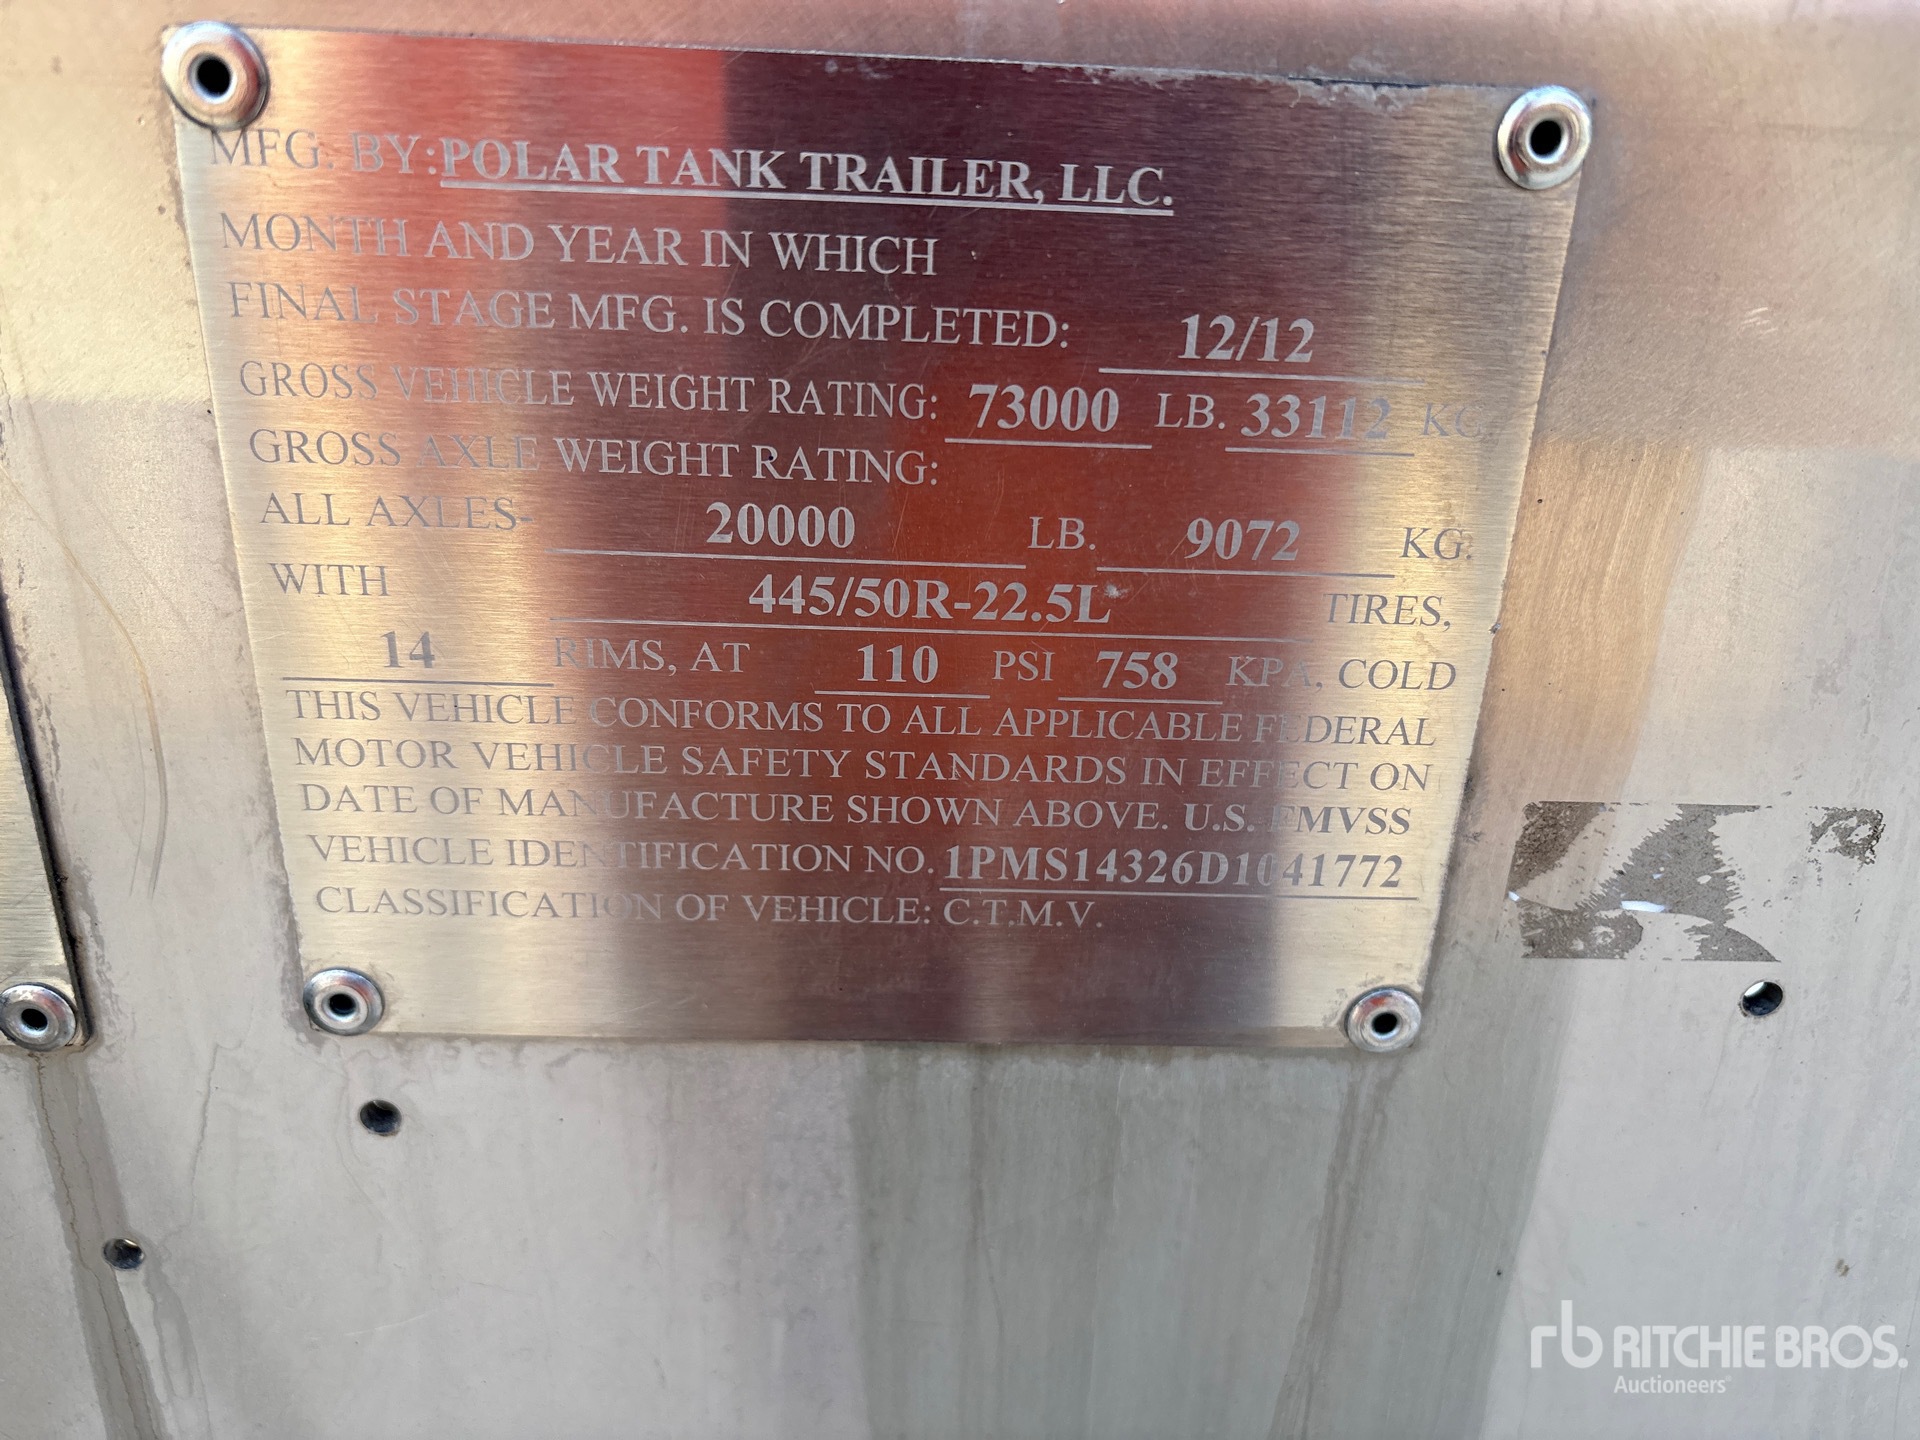 MFG. BY: POLAR TANK TRAILER, LLC.
MONTH AND YEAR IN WHICH
FINAL STAGE MFG. IS COMPLETED: 12/12
GROSS VEHICLE WEIGHT RATING: 73000 LB. 33112 KG.
GROSS AXLE WEIGHT RATING:
ALL AXLES- 20000 LB. 9072 KG.
WITH 445/50R-22.5L TIRES,
14 RIMS, AT 110 PSI 758 KPA, COLD
THIS VEHICLE CONFORMS TO ALL APPLICABLE FEDERAL
MOTOR VEHICLE SAFETY STANDARDS IN EFFECT ON
DATE OF MANUFACTURE SHOWN ABOVE. U.S. FMVSS
VEHICLE IDENTIFICATION NO. 1PMS14326D1041772
CLASSIFICATION OF VEHICLE: C.T.M.V.
rb RITCHIE BROS.
Auctioneers